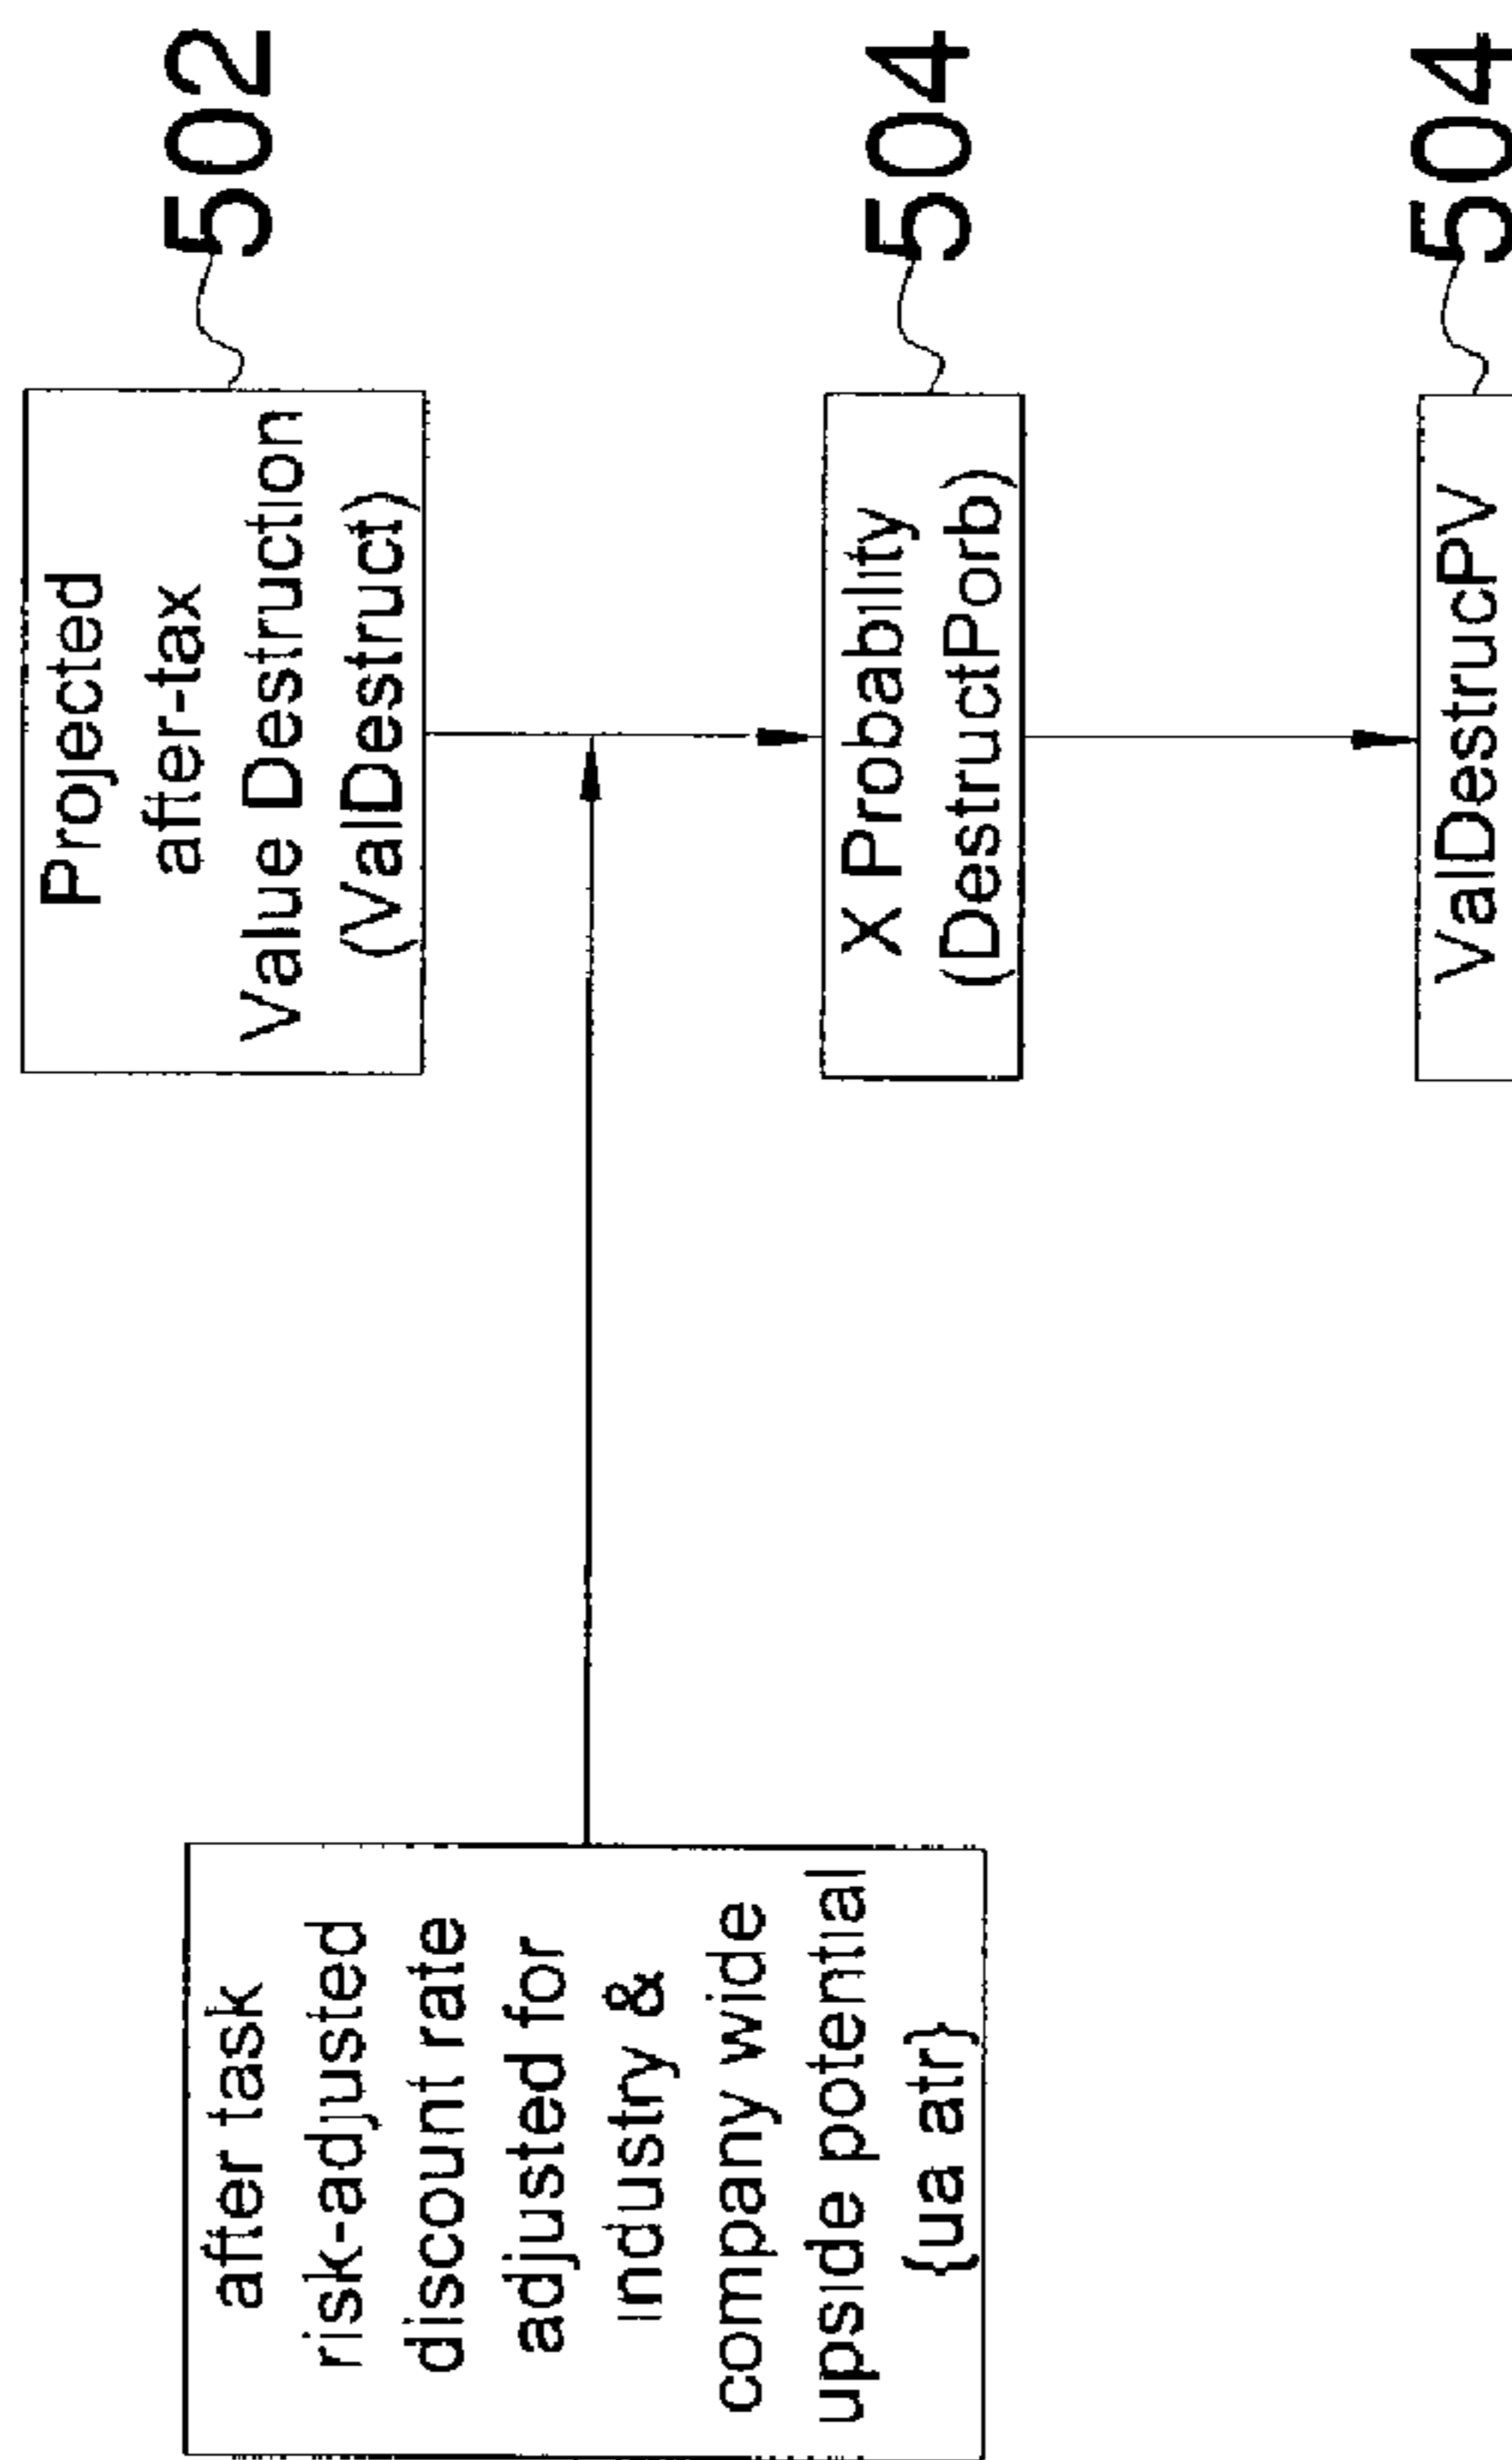 Projected
after-tax
Value Destruction
(ValDestruct)
502
after task
risk-adjusted
discount rate
adjusted for
industry &
company wide
upside potential
{ua atr}
X Probability
(DestructPorb)
504
ValDestrucPV
504